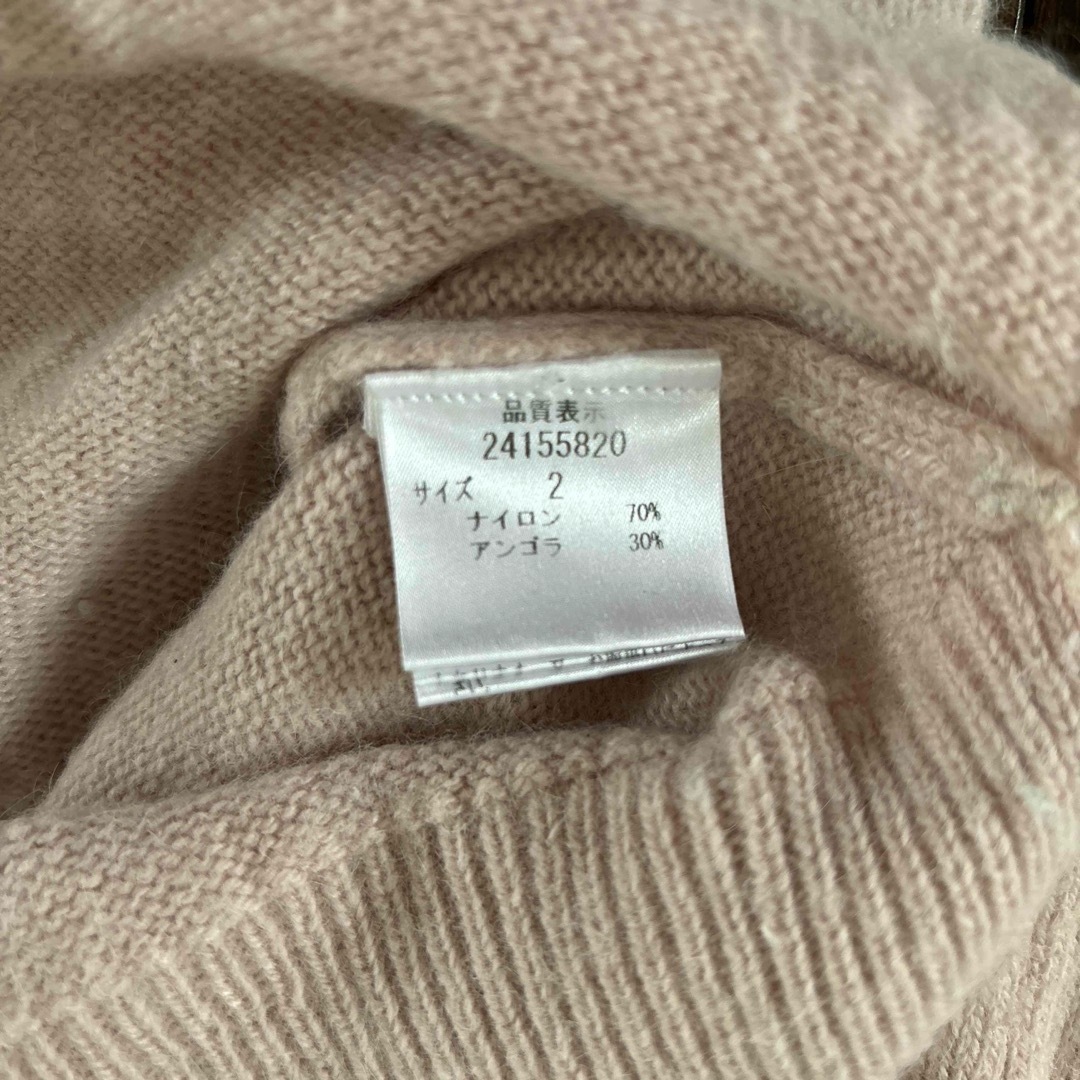 品質表示
24155820
サイズ 2
ナイロン 70%
アンゴラ 30%